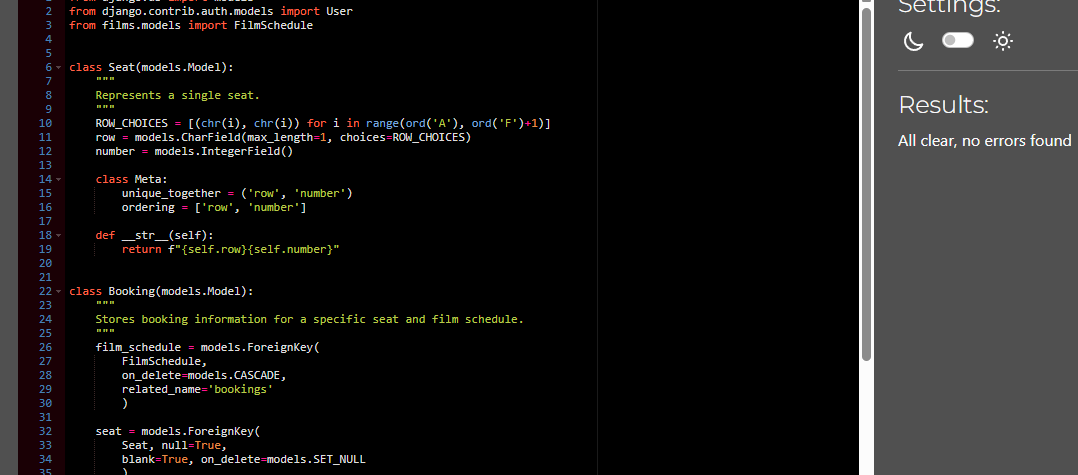 2 from django.contrib.auth.models import User
3 from films.models import FilmSchedule
4
5
6 class Seat(models.Model):
7     """
8     Represents a single seat.
9     """
10     ROW_CHOICES = [(chr(i), chr(i)) for i in range(ord('A'), ord('F')+1)]
11     row = models.CharField(max_length=1, choices=ROW_CHOICES)
12     number = models.IntegerField()
13
14     class Meta:
15         unique_together = ('row', 'number')
16         ordering = ['row', 'number']
17
18     def __str__(self):
19         return f"{self.row}{self.number}"
20
21
22 class Booking(models.Model):
23     """
24     Stores booking information for a specific seat and film schedule.
25     """
26     film_schedule = models.ForeignKey(
27         FilmSchedule,
28         on_delete=models.CASCADE,
29         related_name='bookings'
30         )
31
32     seat = models.ForeignKey(
33         Seat, null=True,
34         blank=True, on_delete=models.SET_NULL
35         )
Settings:
Results:
All clear, no errors found